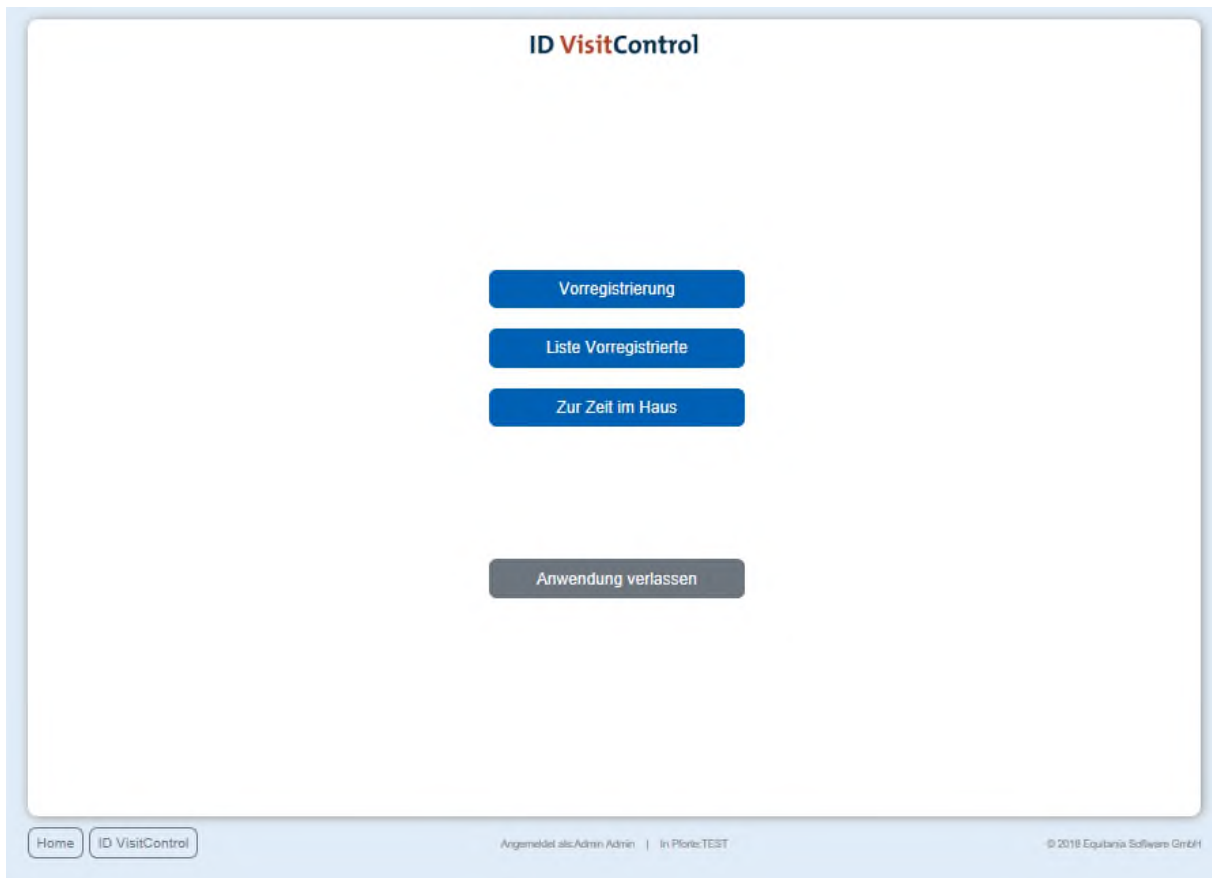 ID VisitControl
Vorregistrierung
Liste Vorregistrierte
Zur Zeit im Haus
Anwendung verlassen
Home ID VisitControl Angemeldet als:Admin Admin | In Pforte:TEST © 2018 Equitania Software GmbH